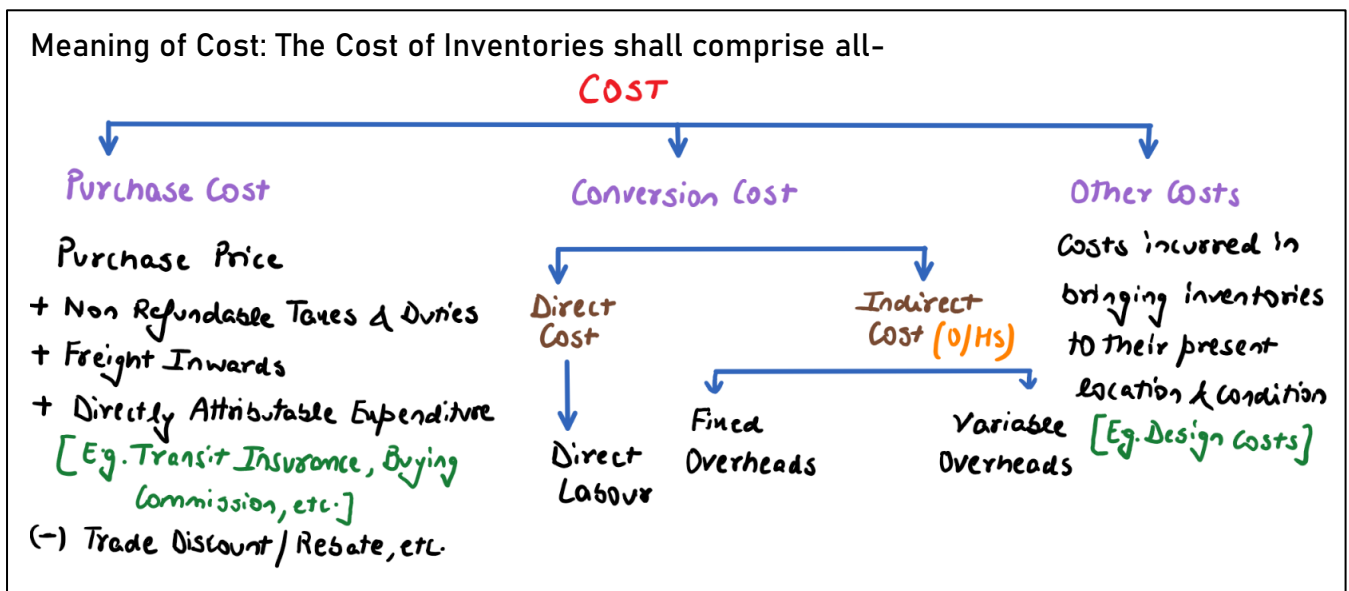 Meaning of Cost: The Cost of Inventories shall comprise all-
COST
Purchase Cost
Purchase Price
+ Non Refundable Taxes & Duties
+ Freight Inwards
+ Directly Attributable Expenditure
[Eg. Transit Insurance, Buying
Commission, etc.]
(-) Trade Discount / Rebate, etc.
Conversion Cost
Direct
Cost
Direct
Labour
Indirect
Cost (O/Hs)
Fixed
Overheads
Variable
Overheads
Other Costs
Costs incurred in
bringing inventories
to their present
location & condition
[Eg. Design Costs]